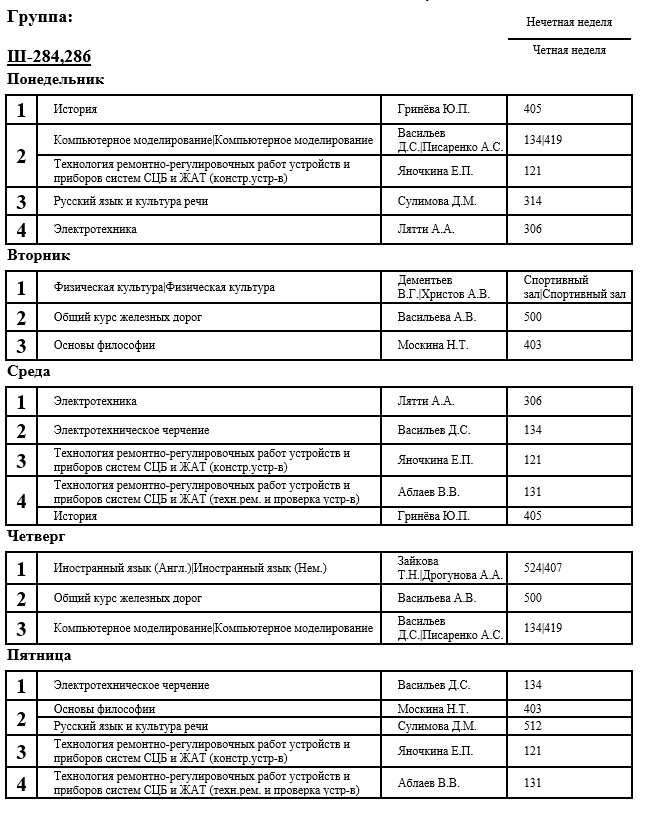 Группа:
Нечетная неделя
Четная неделя
Ш-284,286
Понедельник
1 История Гринёва Ю.П. 405
2 Компьютерное моделирование|Компьютерное моделирование Васильев Д.С.|Писаренко А.С. 134|419
Технология ремонтно-регулировочных работ устройств и приборов систем СЦБ и ЖАТ (констр.устр-в) Яночкина Е.П. 121
3 Русский язык и культура речи Сулимова Д.М. 314
4 Электротехника Лятти А.А. 306
Вторник
1 Физическая культура|Физическая культура Дементьев В.Г.|Христов А.В. Спортивный зал|Спортивный зал
2 Общий курс железных дорог Васильева А.В. 500
3 Основы философии Москина Н.Т. 403
Среда
1 Электротехника Лятти А.А. 306
2 Электротехническое черчение Васильев Д.С. 134
3 Технология ремонтно-регулировочных работ устройств и приборов систем СЦБ и ЖАТ (констр.устр-в) Яночкина Е.П. 121
4 Технология ремонтно-регулировочных работ устройств и приборов систем СЦБ и ЖАТ (техн.рем. и проверка устр-в) Аблаев В.В. 131
История Гринёва Ю.П. 405
Четверг
1 Иностранный язык (Англ.)|Иностранный язык (Нем.) Зайкова Т.Н.|Дрогунова А.А. 524|407
2 Общий курс железных дорог Васильева А.В. 500
3 Компьютерное моделирование|Компьютерное моделирование Васильев Д.С.|Писаренко А.С. 134|419
Пятница
1 Электротехническое черчение Васильев Д.С. 134
2 Основы философии Москина Н.Т. 403
Русский язык и культура речи Сулимова Д.М. 512
3 Технология ремонтно-регулировочных работ устройств и приборов систем СЦБ и ЖАТ (констр.устр-в) Яночкина Е.П. 121
4 Технология ремонтно-регулировочных работ устройств и приборов систем СЦБ и ЖАТ (техн.рем. и проверка устр-в) Аблаев В.В. 131